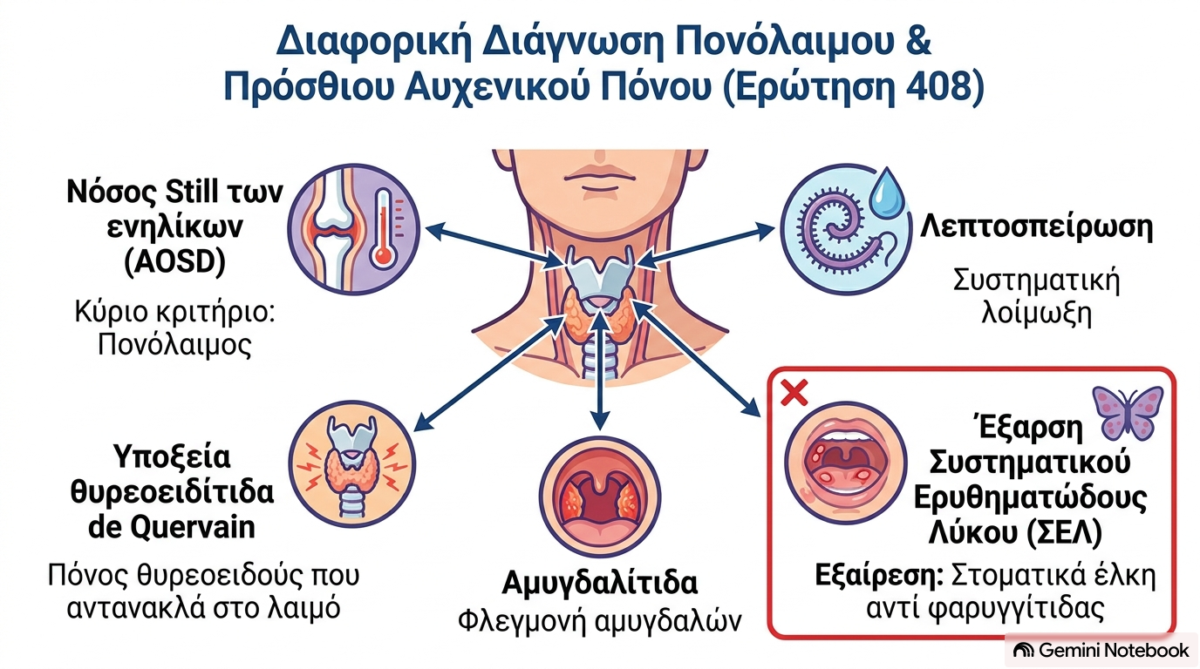 Διαφορική Διάγνωση Πονόλαιμου &
Πρόσθιου Αυχενικού Πόνου (Ερώτηση 408)
Νόσος Still των
ενηλίκων
(AOSD)
Κύριο κριτήριο:
Πονόλαιμος
Λεπτοσπείρωση
Συστηματική
λοίμωξη
Υποξεία
θυρεοειδίτιδα
de Quervain
Πόνος θυρεοειδούς που
αντανακλά στο λαιμό
Αμυγδαλίτιδα
Φλεγμονή αμυγδαλών
Έξαρση
Συστηματικού
Ερυθηματώδους
Λύκου (ΣΕΛ)
Εξαίρεση: Στοματικά έλκη
αντί φαρυγγίτιδας
Gemini Notebook